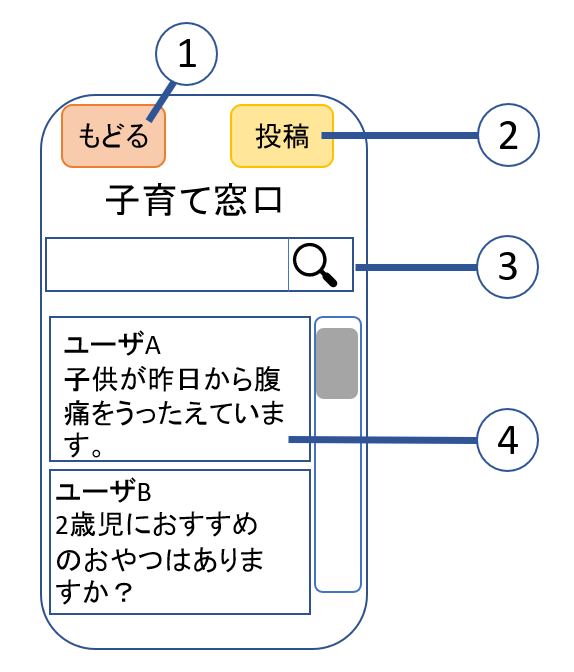 1
もどる
投稿
2
子育て窓口
3
ユーザA
子供が昨日から腹
痛をうったえていま
す。
4
ユーザB
2歳児におすすめ
のおやつはありま
すか？